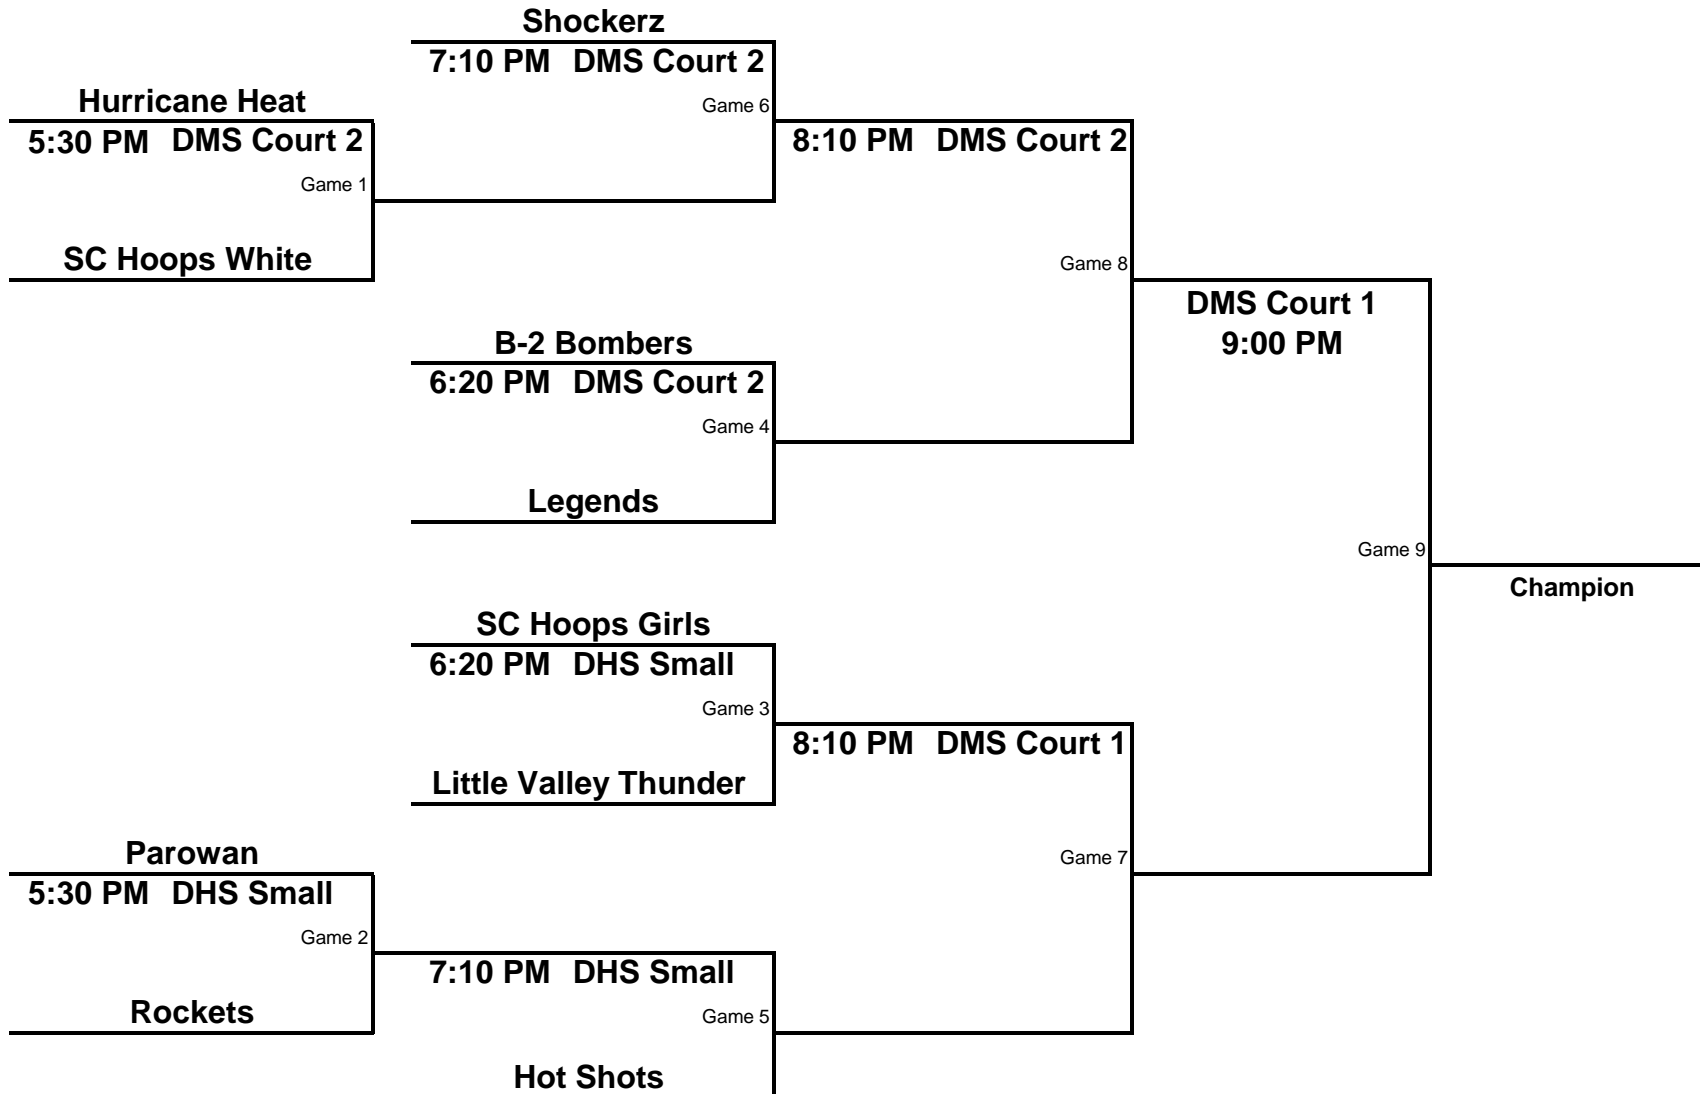 Shockerz
7:10 PM DMS Court 2
Hurricane Heat
Game 6
5:30 PM DMS Court 2
8:10 PM DMS Court 2
Game 1
SC Hoops White
Game 8
DMS Court 1
B-2 Bombers
9:00 PM
6:20 PM DMS Court 2
Game 4
Legends
Game 9
Champion
SC Hoops Girls
6:20 PM DHS Small
Game 3
8:10 PM DMS Court 1
Little Valley Thunder
Parowan
Game 7
5:30 PM DHS Small
Game 2
7:10 PM DHS Small
Rockets
Game 5
Hot Shots